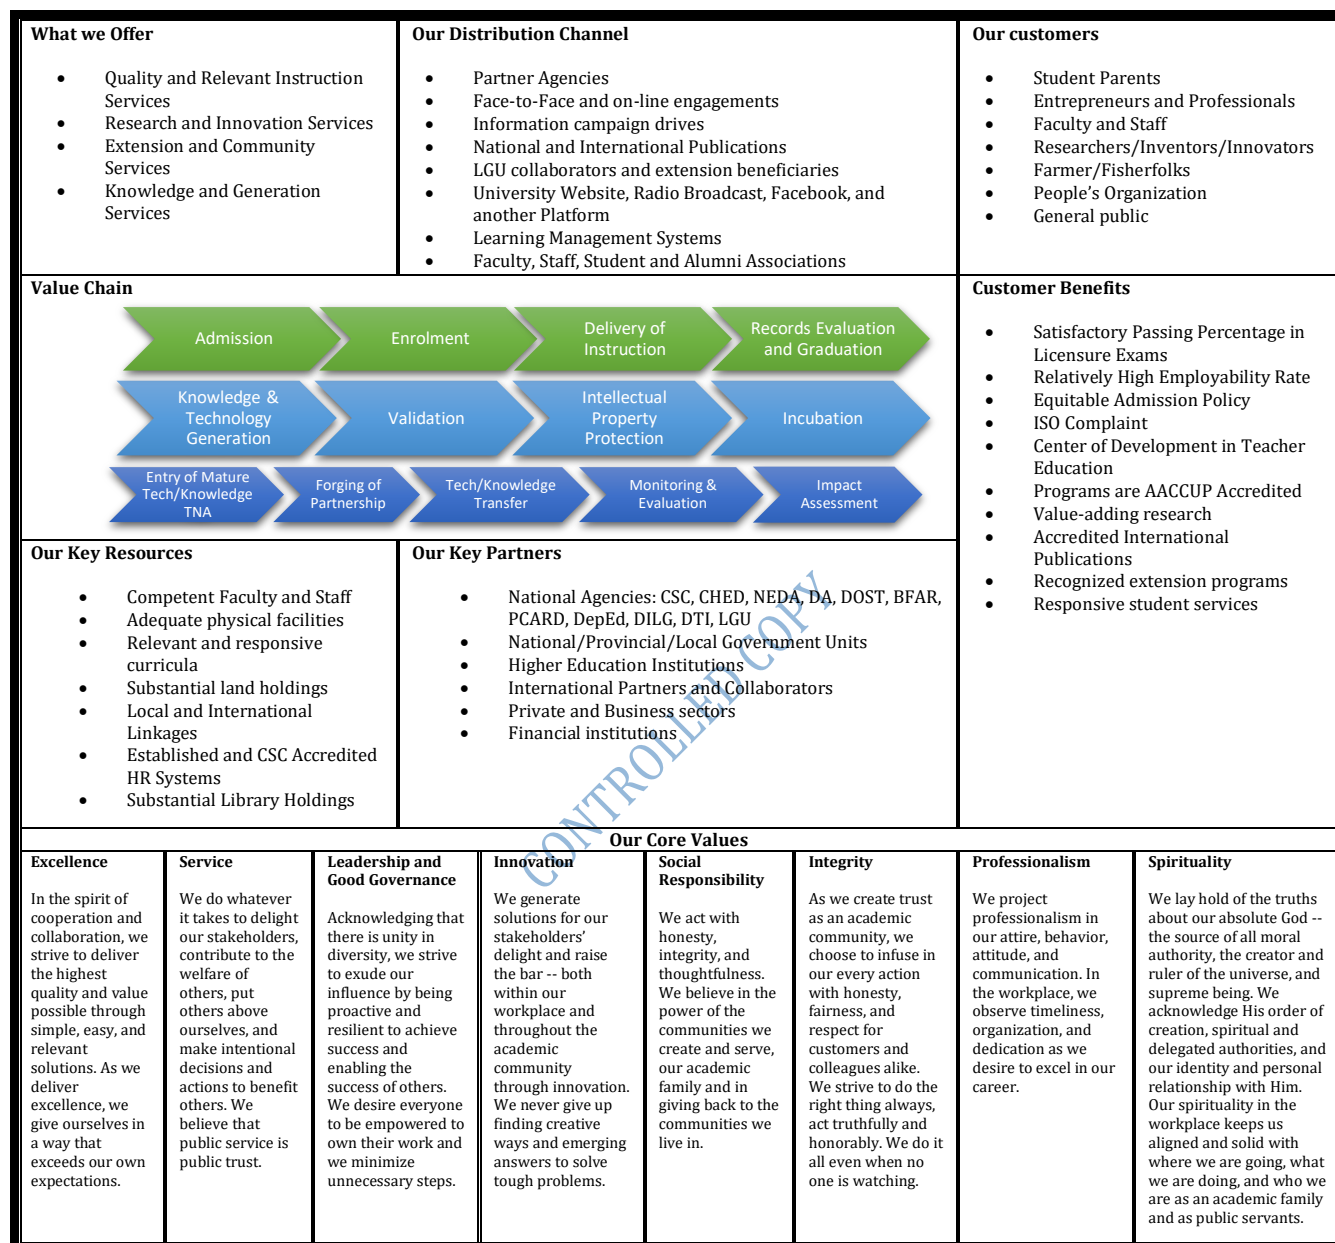 What we Offer
• Quality and Relevant Instruction
Services
• Research and Innovation Services
• Extension and Community
Services
• Knowledge and Generation
Services
Our Distribution Channel
• Partner Agencies
• Face-to-Face and on-line engagements
• Information campaign drives
• National and International Publications
• LGU collaborators and extension beneficiaries
• University Website, Radio Broadcast, Facebook, and
another Platform
• Learning Management Systems
• Faculty, Staff, Student and Alumni Associations
Our customers
• Student Parents
• Entrepreneurs and Professionals
• Faculty and Staff
• Researchers/Inventors/Innovators
• Farmer/Fisherfolks
• People's Organization
• General public
Value Chain
Admission
Enrolment
Delivery of
Instruction
Records Evaluation
and Graduation
Knowledge &
Technology
Generation
Validation
Intellectual
Property
Protection
Incubation
Entry of Mature
Tech/Knowledge
TNA
Forging of
Partnership
Tech/Knowledge
Transfer
Monitoring &
Evaluation
Impact
Assessment
Customer Benefits
• Satisfactory Passing Percentage in
Licensure Exams
• Relatively High Employability Rate
• Equitable Admission Policy
• ISO Complaint
• Center of Development in Teacher
Education
• Programs are AACCUP Accredited
• Value-adding research
• Accredited International
Publications
• Recognized extension programs
• Responsive student services
Our Key Resources
• Competent Faculty and Staff
• Adequate physical facilities
• Relevant and responsive
curricula
• Substantial land holdings
• Local and International
Linkages
• Established and CSC Accredited
HR Systems
• Substantial Library Holdings
Our Key Partners
• National Agencies: CSC, CHED, NEDA, DA, DOST, BFAR,
PCARD, DepEd, DILG, DTI, LGU
• National/Provincial/Local Government Units
• Higher Education Institutions
• International Partners and Collaborators
• Private and Business sectors
• Financial institutions
CONTROLLED COPY
Our Core Values
Excellence
In the spirit of
cooperation and
collaboration, we
strive to deliver
the highest
quality and value
possible through
simple, easy, and
relevant
solutions. As we
deliver
excellence, we
give ourselves in
a way that
exceeds our own
expectations.
Service
We do whatever
it takes to delight
our stakeholders,
contribute to the
welfare of
others, put
others above
ourselves, and
make intentional
decisions and
actions to benefit
others. We
believe that
public service is
public trust.
Leadership and
Good Governance
Acknowledging that
there is unity in
diversity, we strive
to exude our
influence by being
proactive and
resilient to achieve
success and
enabling the
success of others.
We desire everyone
to be empowered to
own their work and
we minimize
unnecessary steps.
Innovation
We generate
solutions for our
stakeholders'
delight and raise
the bar -- both
within our
workplace and
throughout the
academic
community
through innovation.
We never give up
finding creative
ways and emerging
answers to solve
tough problems.
Social
Responsibility
We act with
honesty,
integrity, and
thoughtfulness.
We believe in the
power of the
communities we
create and serve,
our academic
family and in
giving back to the
communities we
live in.
Integrity
As we create trust
as an academic
community, we
choose to infuse in
our every action
with honesty,
fairness, and
respect for
customers and
colleagues alike.
We strive to do the
right thing always,
act truthfully and
honorably. We do it
all even when no
one is watching.
Professionalism
We project
professionalism in
our attire, behavior,
attitude, and
communication. In
the workplace, we
observe timeliness,
organization, and
dedication as we
desire to excel in our
career.
Spirituality
We lay hold of the truths
about our absolute God --
the source of all moral
authority, the creator and
ruler of the universe, and
supreme being. We
acknowledge His order of
creation, spiritual and
delegated authorities, and
our identity and personal
relationship with Him.
Our spirituality in the
workplace keeps us
aligned and solid with
where we are going, what
we are doing, and who we
are as an academic family
and as public servants.